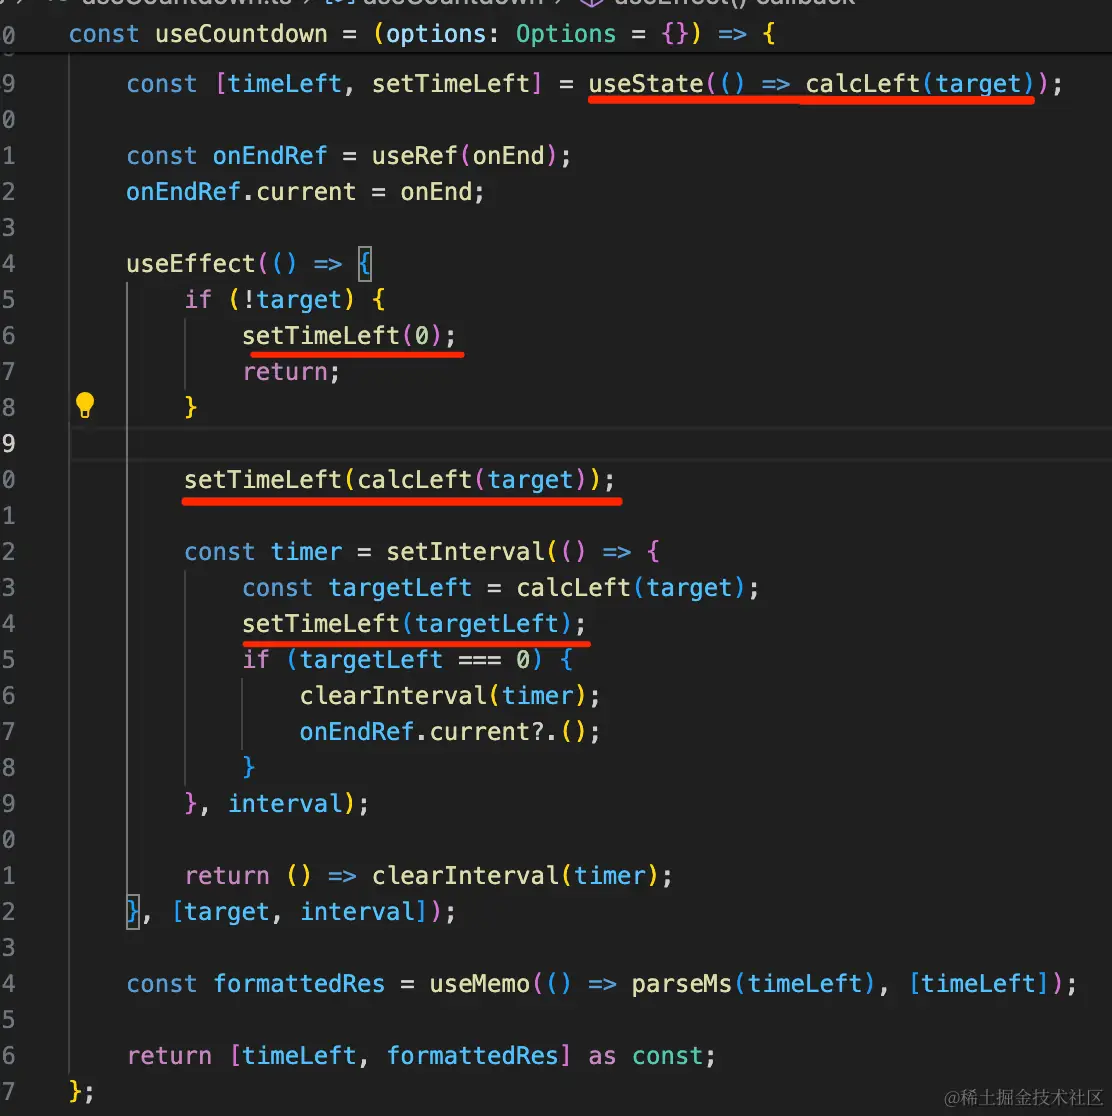 useCountdown.ts useCountdown useEffect() callback
0 const useCountdown = (options: Options = {}) => {
9 const [timeLeft, setTimeLeft] = useState(() => calcLeft(target));
0
1 const onEndRef = useRef(onEnd);
2 onEndRef.current = onEnd;
3
4 useEffect(() => {
5 if (!target) {
6 setTimeLeft(0);
7 return;
8 }
9
0 setTimeLeft(calcLeft(target));
1
2 const timer = setInterval(() => {
3 const targetLeft = calcLeft(target);
4 setTimeLeft(targetLeft);
5 if (targetLeft === 0) {
6 clearInterval(timer);
7 onEndRef.current?.();
8 }
9 }, interval);
0
1 return () => clearInterval(timer);
2 }, [target, interval]);
3
4 const formattedRes = useMemo(() => parseMs(timeLeft), [timeLeft]);
5
6 return [timeLeft, formattedRes] as const;
7 };
@稀土掘金技术社区